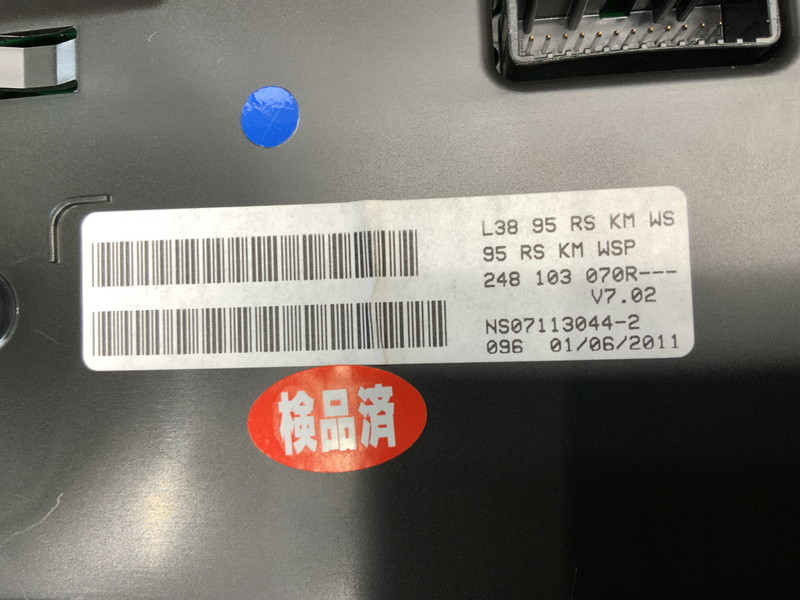 L38 95 RS KM WS
95 RS KM WSP
248 103 070R---
V7.02
NS07113044-2
096 01/06/2011
検品済